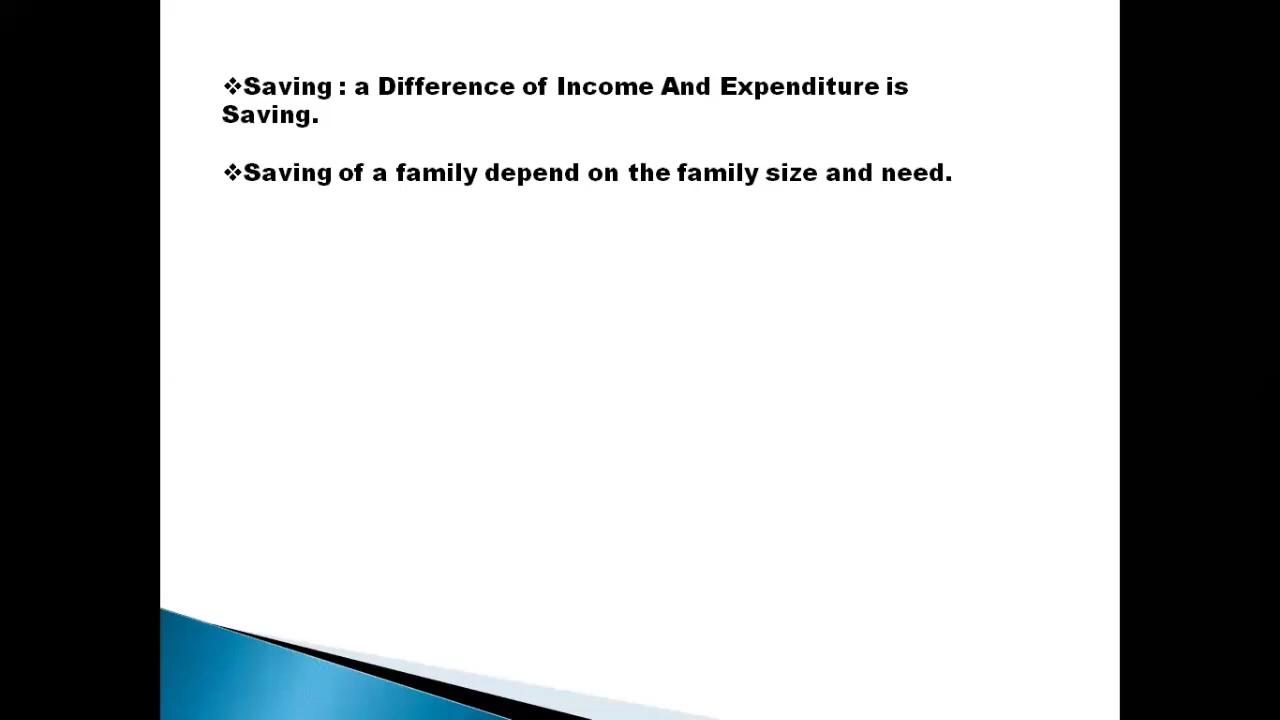 ❖Saving : a Difference of Income And Expenditure is
Saving.
❖Saving of a family depend on the family size and need.